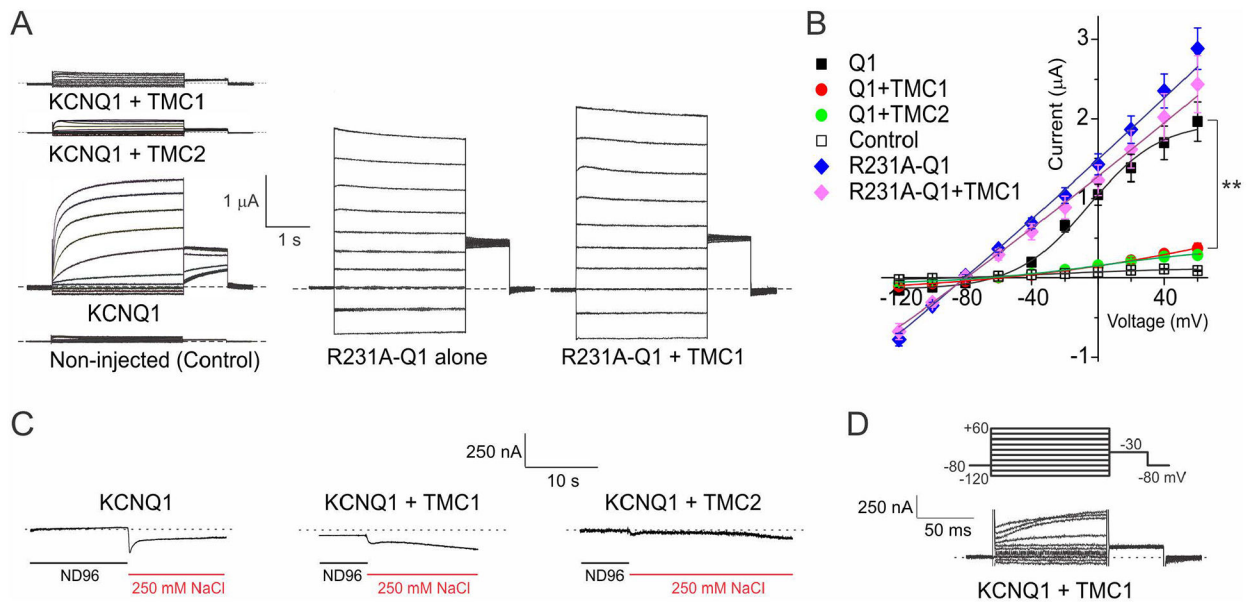 A
KCNQ1 + TMC1
KCNQ1 + TMC2
1 μA
1 s
KCNQ1
Non-injected (Control)
R231A-Q1 alone
R231A-Q1 + TMC1
B
Q1
Q1+TMC1
Q1+TMC2
Control
R231A-Q1
R231A-Q1+TMC1
Current (μA)
3
2
1
-1
**
-120
-80
-40
40
Voltage (mV)
C
250 nA
10 s
KCNQ1
KCNQ1 + TMC1
KCNQ1 + TMC2
ND96
250 mM NaCl
ND96
250 mM NaCl
ND96
250 mM NaCl
D
+60
-30
-80
-120
-80 mV
250 nA
50 ms
KCNQ1 + TMC1